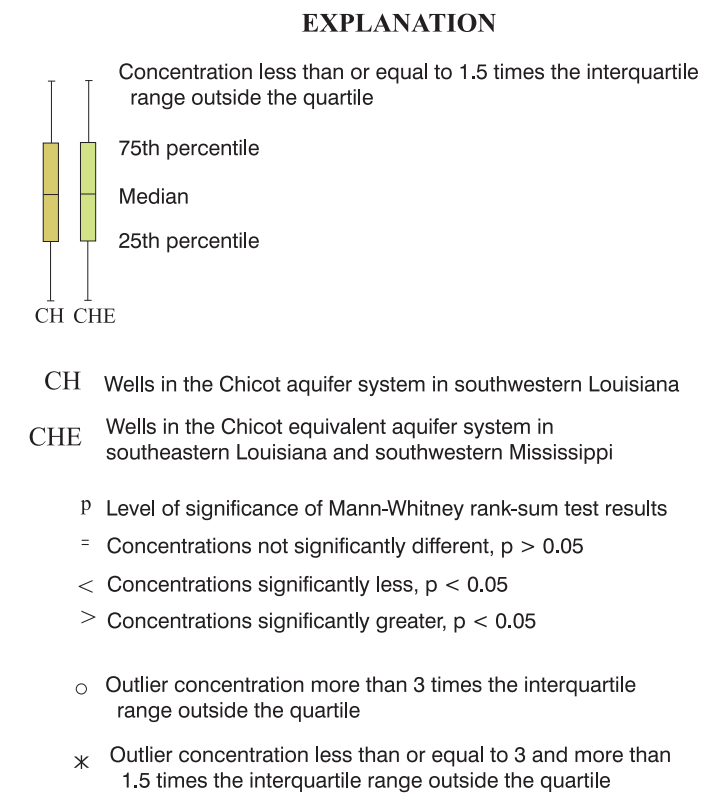 EXPLANATION
Concentration less than or equal to 1.5 times the interquartile
range outside the quartile
75th percentile
Median
25th percentile
CH CHE
CH Wells in the Chicot aquifer system in southwestern Louisiana
CHE Wells in the Chicot equivalent aquifer system in
southeastern Louisiana and southwestern Mississippi
p Level of significance of Mann-Whitney rank-sum test results
= Concentrations not significantly different, p > 0.05
< Concentrations significantly less, p < 0.05
> Concentrations significantly greater, p < 0.05
○ Outlier concentration more than 3 times the interquartile
range outside the quartile
* Outlier concentration less than or equal to 3 and more than
1.5 times the interquartile range outside the quartile